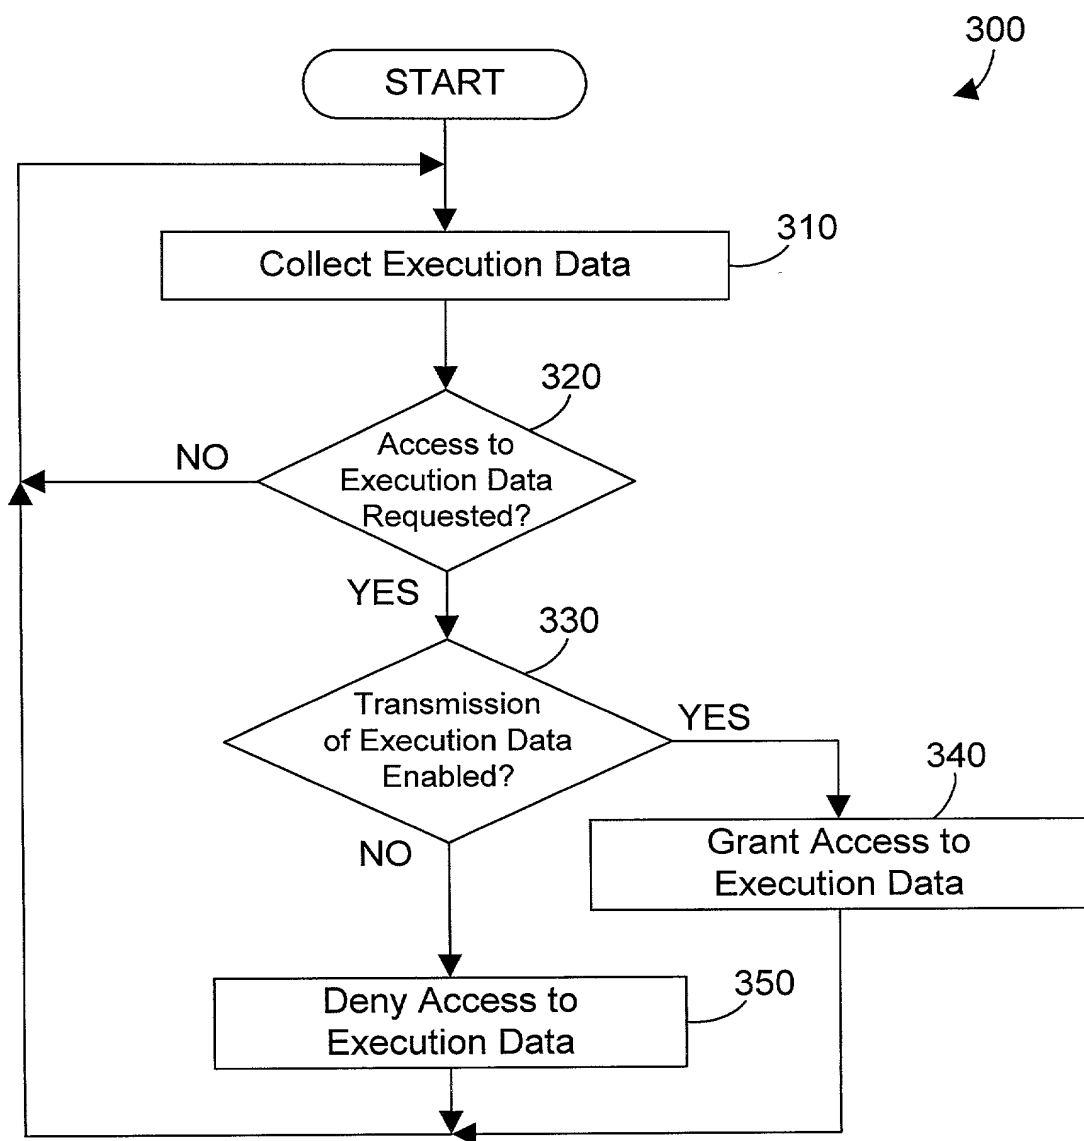 300
START
310
Collect Execution Data
320
Access to
Execution Data
Requested?
NO
YES
330
Transmission
of Execution Data
Enabled?
YES
340
NO
Grant Access to
Execution Data
350
Deny Access to
Execution Data